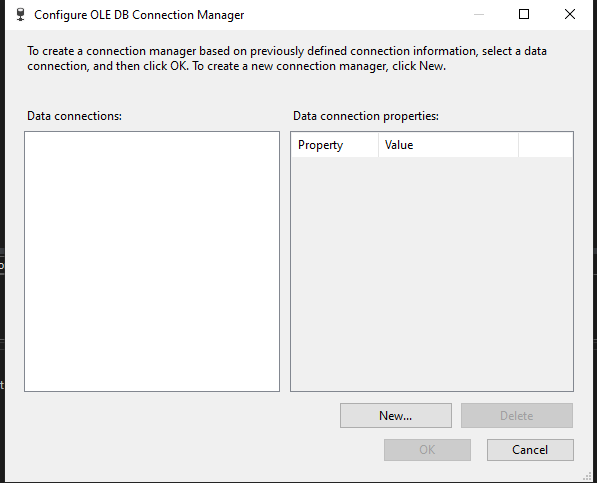 Configure OLE DB Connection Manager
To create a connection manager based on previously defined connection information, select a data
connection, and then click OK. To create a new connection manager, click New.
Data connections:
Data connection properties:
Property
Value
New...
Delete
OK
Cancel